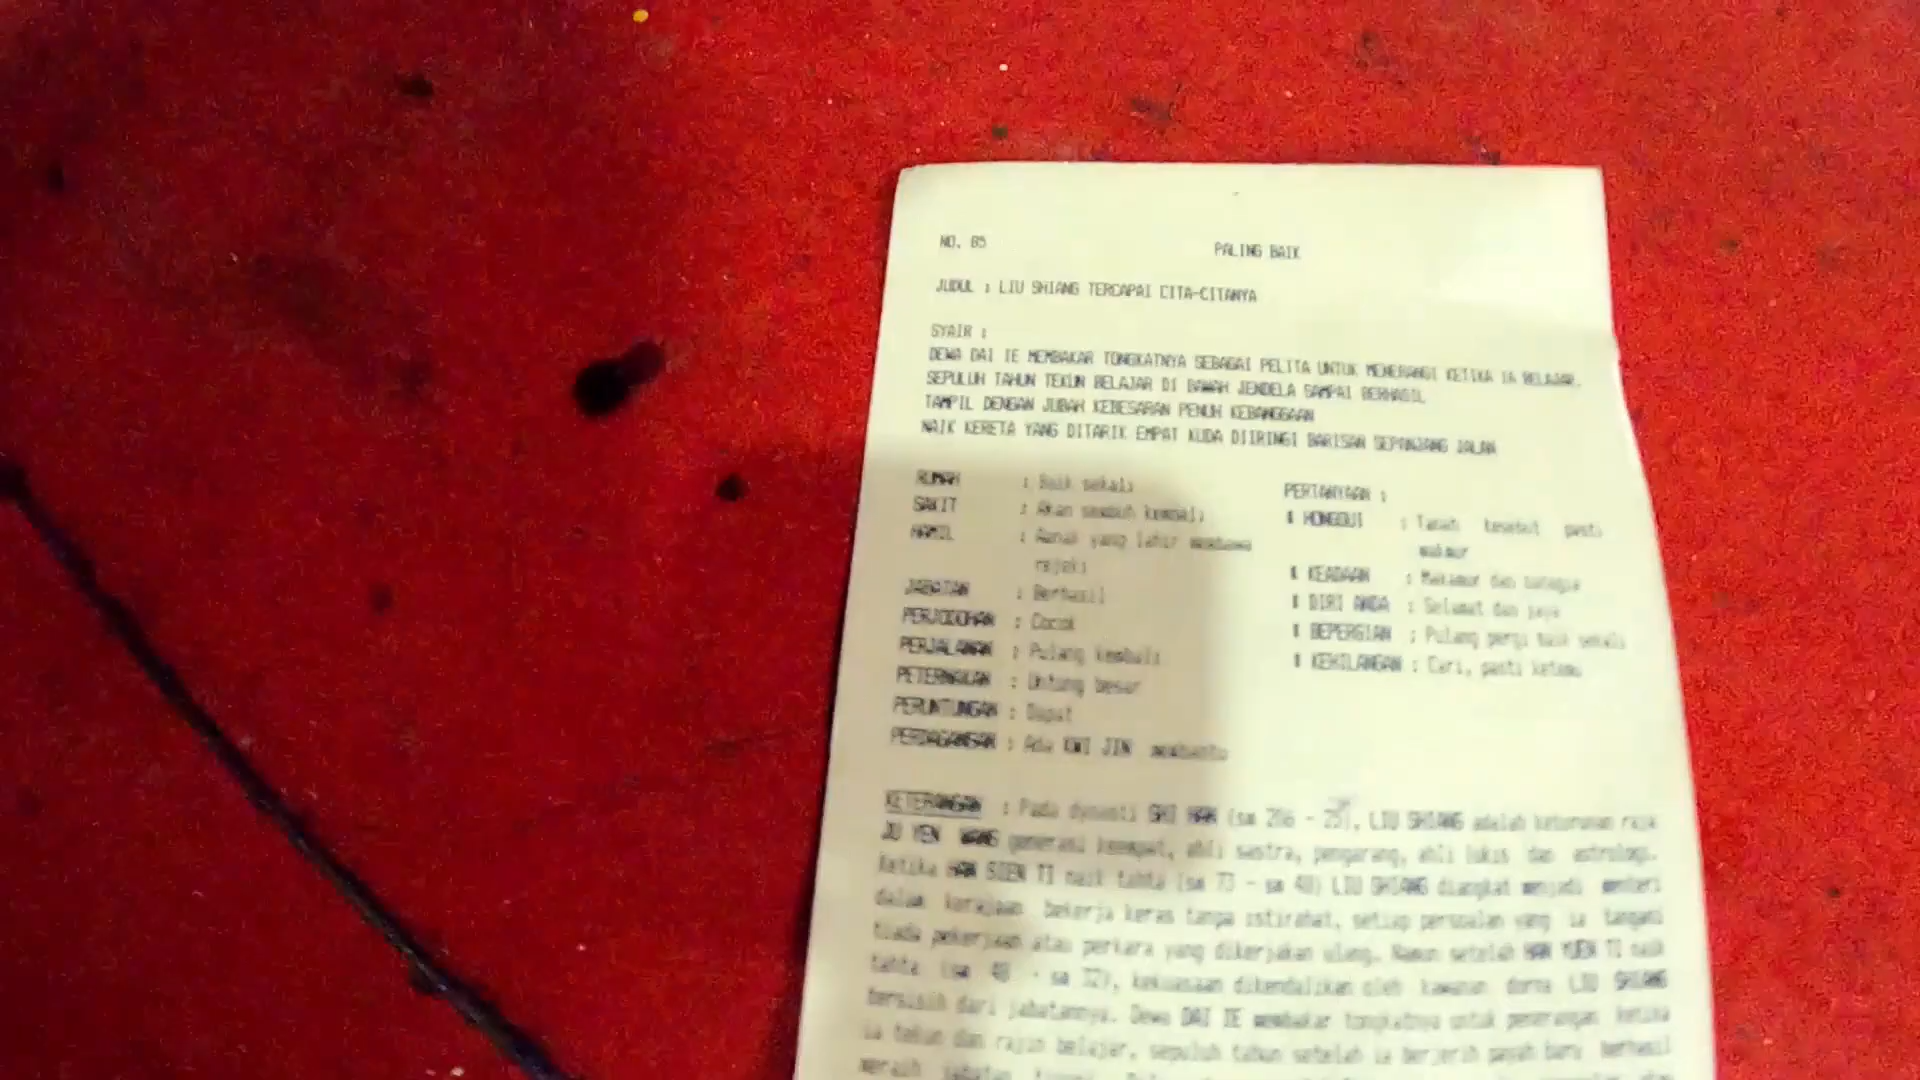 NO. 85
PALING BAIK
JUDUL : LIU SHIANG TERCAPAI CITA-CITANYA
SYAIR :
DEWA DAI IE MEMBAKAR TONGKATNYA SEBAGAI PELITA UNTUK MENERANGI KETIKA IA BELAJAR.
SEPULUH TAHUN TEKUN BELAJAR DI BAWAH JENDELA SAMPAI BERHASIL
TAMPIL DENGAN JUBAH KEBESARAN PENUH KEBANGGAAN
NAIK KERETA YANG DITARIK EMPAT KUDA DIIRINGI BARISAN SEPANJANG JALAN
RUMAH : Baik sekali
SAKIT : Akan sembuh kembali
HAMIL : Aanak yang lahir membawa
rejeki
JABATAN : Berhasil
PERJODOHAN : Cocok
PERJALANAN : Pulang kembali
PETERNAKAN : Untung besar
PERUNTUNGAN : Dapat
PERDAGANGAN : Ada KWI JIN membantu
PERTANYAAN :
HONGSUI : Tanah tesebut pasti
makmur
KEADAAN : Makamur dan bahagia
DIRI ANDA : Selamat dan jaya
BEPERGIAN : Pulang pergi baik sekali
KEHILANGAN : Cari, pasti ketemu
KETERANGAN : Pada dynasti SHI HAN (sm 206 - 25), LIU SHIANG adalah keturunan raja
JU YEN WANG generasi keempat, ahli sastra, pengarang, ahli lukis dan astrologi.
Ketika HAN SIEN TI naik tahta (sm 73 - sm 48) LIU SHIANG diangkat menjadi menteri
dalam kerajaan bekerja keras tanpa istirahat, setiap persoalan yang ia tangani
tiada pekerjaan atau perkara yang dikerjakan ulang. Namun setelah HAN YUEN TI naik
tahta (sm 48 - sm 32), kekuasaan dikendalikan oleh kawanan dorna LIU SHIANG
tersisih dari jabatannya. Dewa DAI IE membakar tongkatnya untuk penerangan ketika
ia tekun dan rajin belajar, sepuluh tahun setelah ia berjerih payah baru berhasil
meraih jabatan